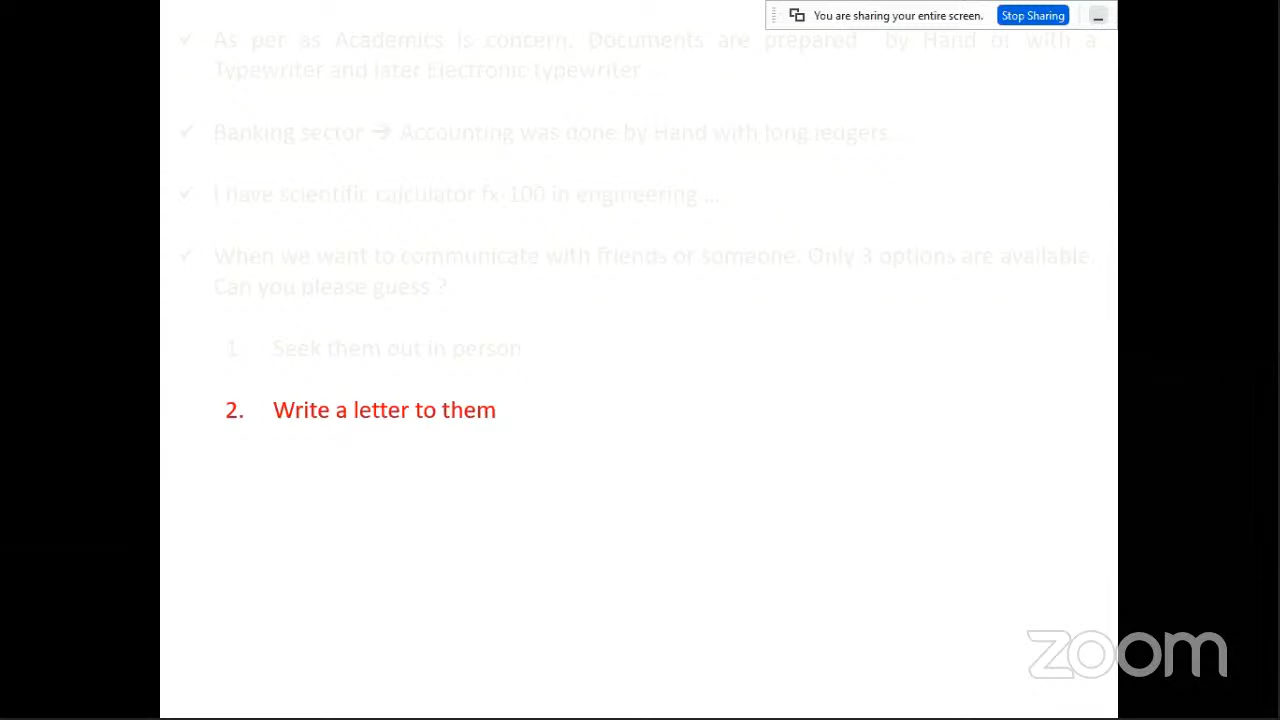 You are sharing your entire screen. Stop Sharing
As per as Academics is concern. Documents are prepared by Hand or with a
Typewriter and later Electronic typewriter ...
Banking sector → Accounting was done by Hand with long ledgers ...
I have scientific calculator fx-100 in engineering ...
When we want to communicate with friends or someone. Only 3 options are available.
Can you please guess ?
1. Seek them out in person
2. Write a letter to them
zoom